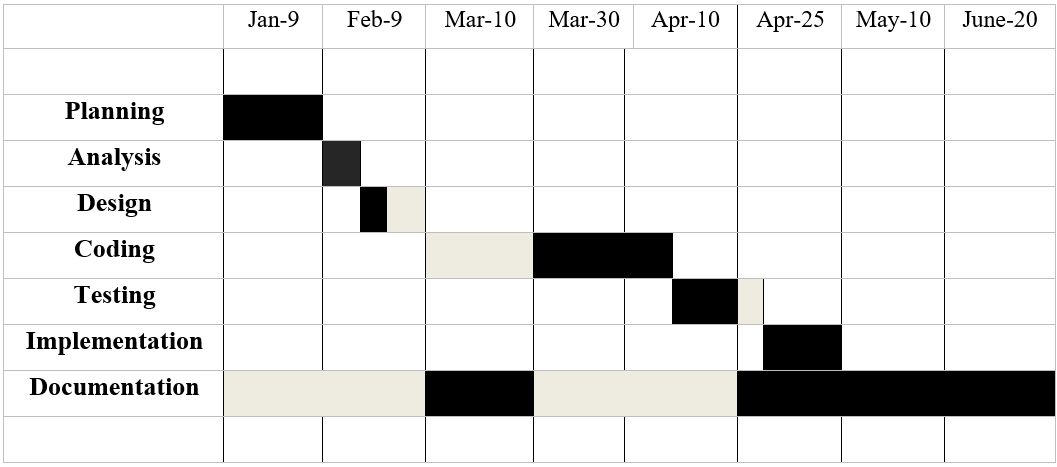 Jan-9 Feb-9 Mar-10 Mar-30 Apr-10 Apr-25 May-10 June-20
Planning
Analysis
Design
Coding
Testing
Implementation
Documentation